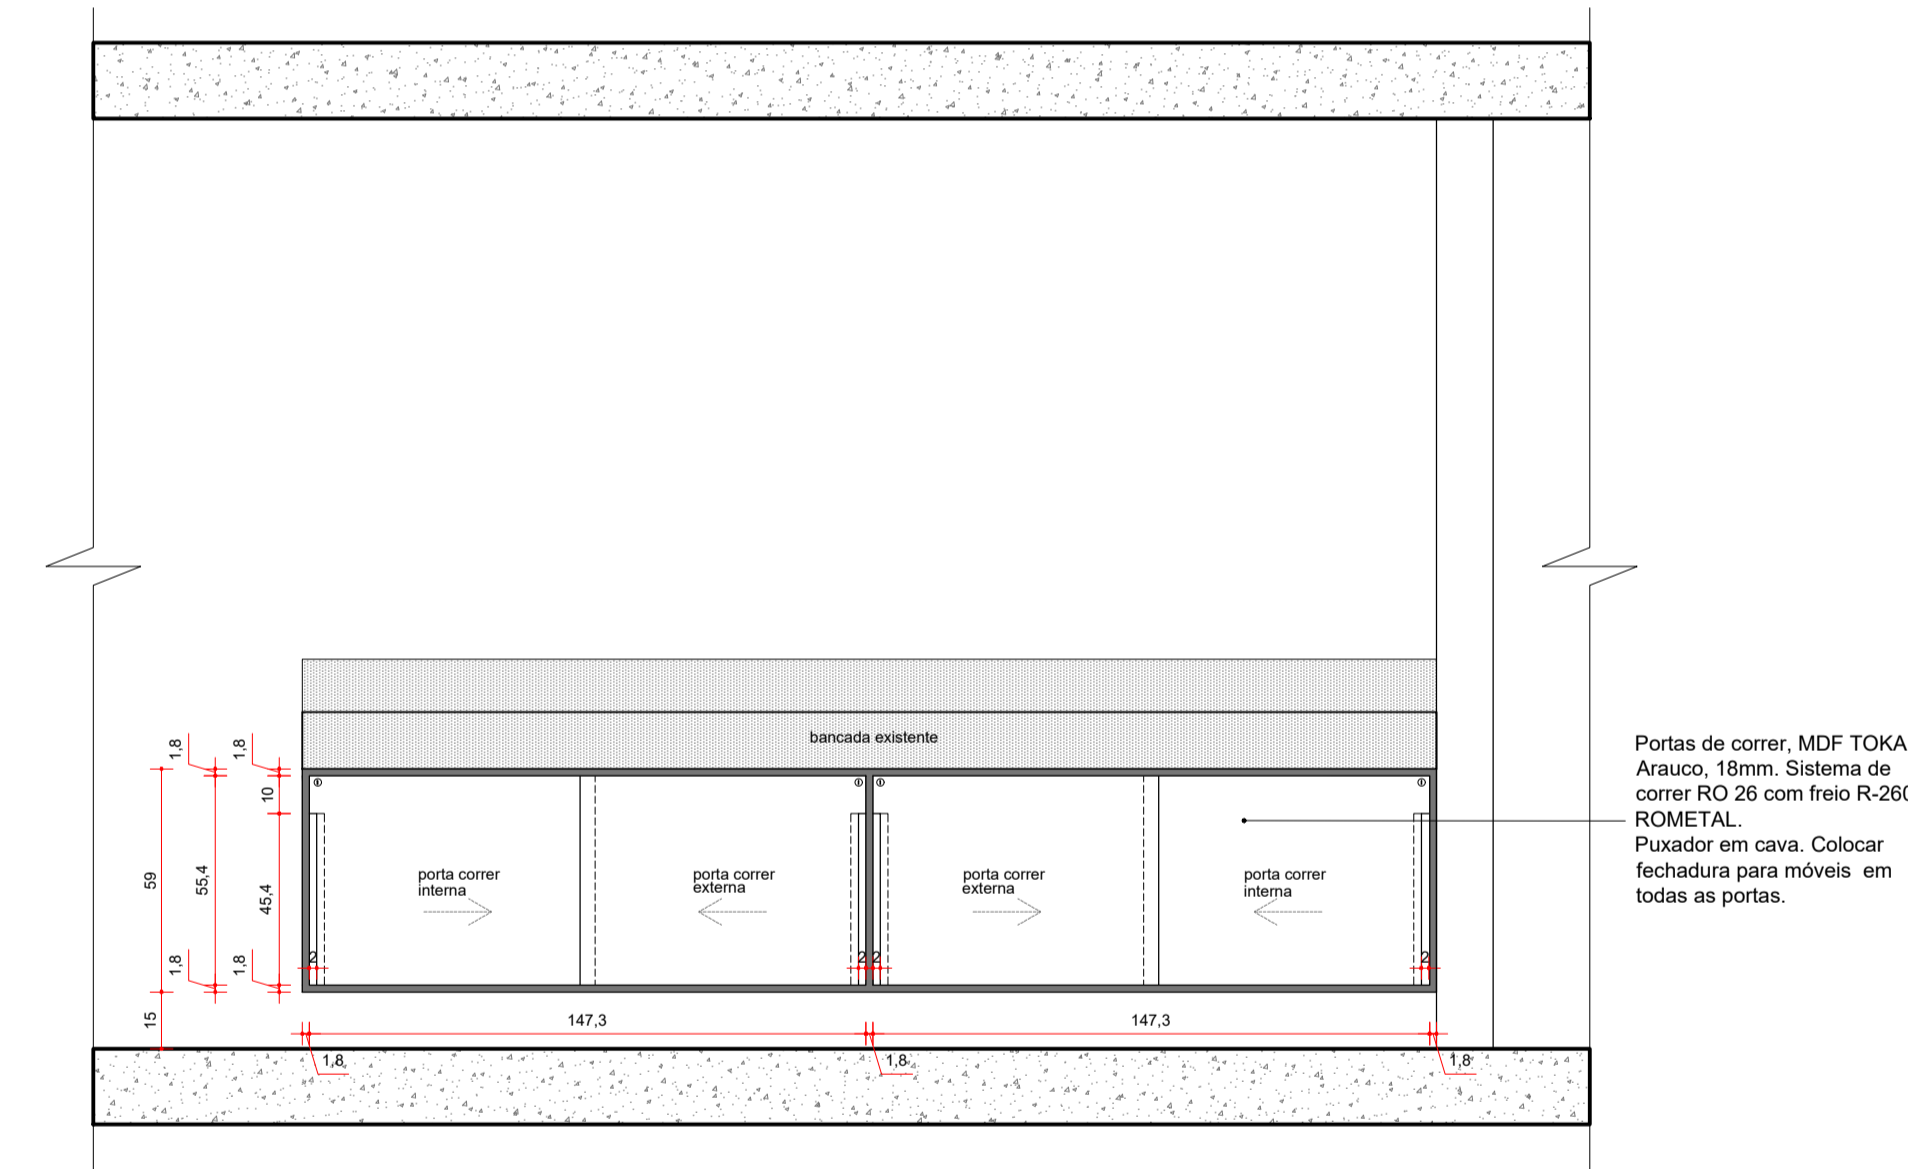 bancada existente
1,8
1,8
10
59
55,4
45,4
1,8
1,8
15
porta correr
interna
porta correr
externa
porta correr
externa
porta correr
interna
2
2
2
2
147,3
147,3
1,8
1,8
1,8
Portas de correr, MDF TOKA
Arauco, 18mm. Sistema de
correr RO 26 com freio R-260
ROMETAL.
Puxador em cava. Colocar
fechadura para móveis em
todas as portas.